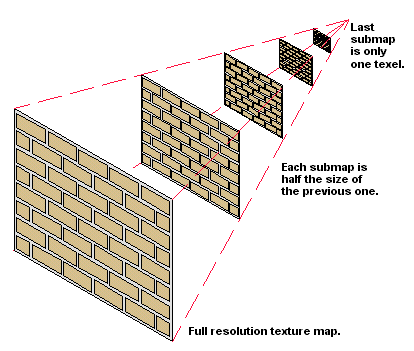 Last
submap
is only
one texel.
Each submap is
half the size of
the previous one.
Full resolution texture map.